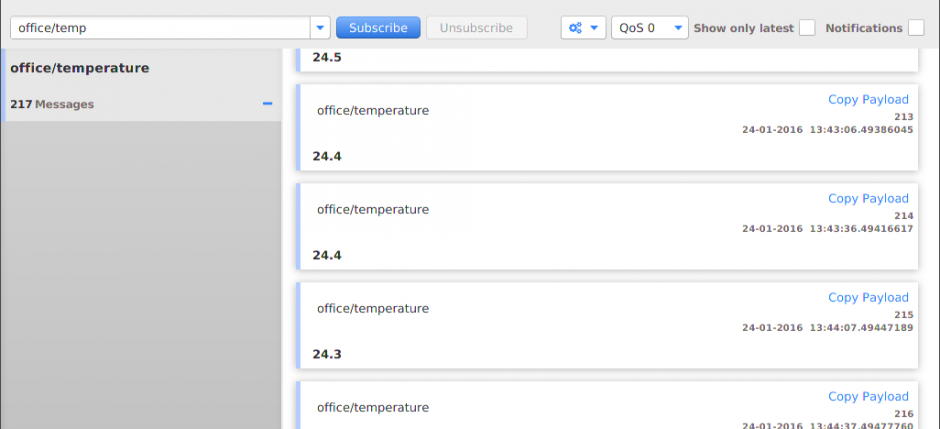 office/temp
Subscribe
Unsubscribe
QoS 0
Show only latest
Notifications
office/temperature
217 Messages
24.5
Copy Payload
office/temperature
213
24-01-2016 13:43:06.49386045
24.4
Copy Payload
office/temperature
214
24-01-2016 13:43:36.49416617
24.4
Copy Payload
office/temperature
215
24-01-2016 13:44:07.49447189
24.3
Copy Payload
office/temperature
216
24-01-2016 13:44:37.49477760